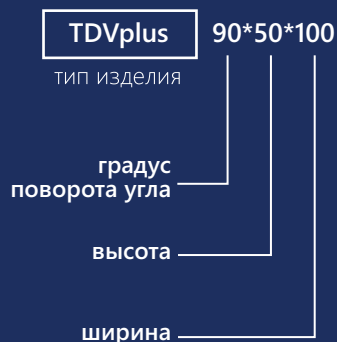 TDVplus 90*50*100
тип изделия
градус
поворота угла
высота
ширина